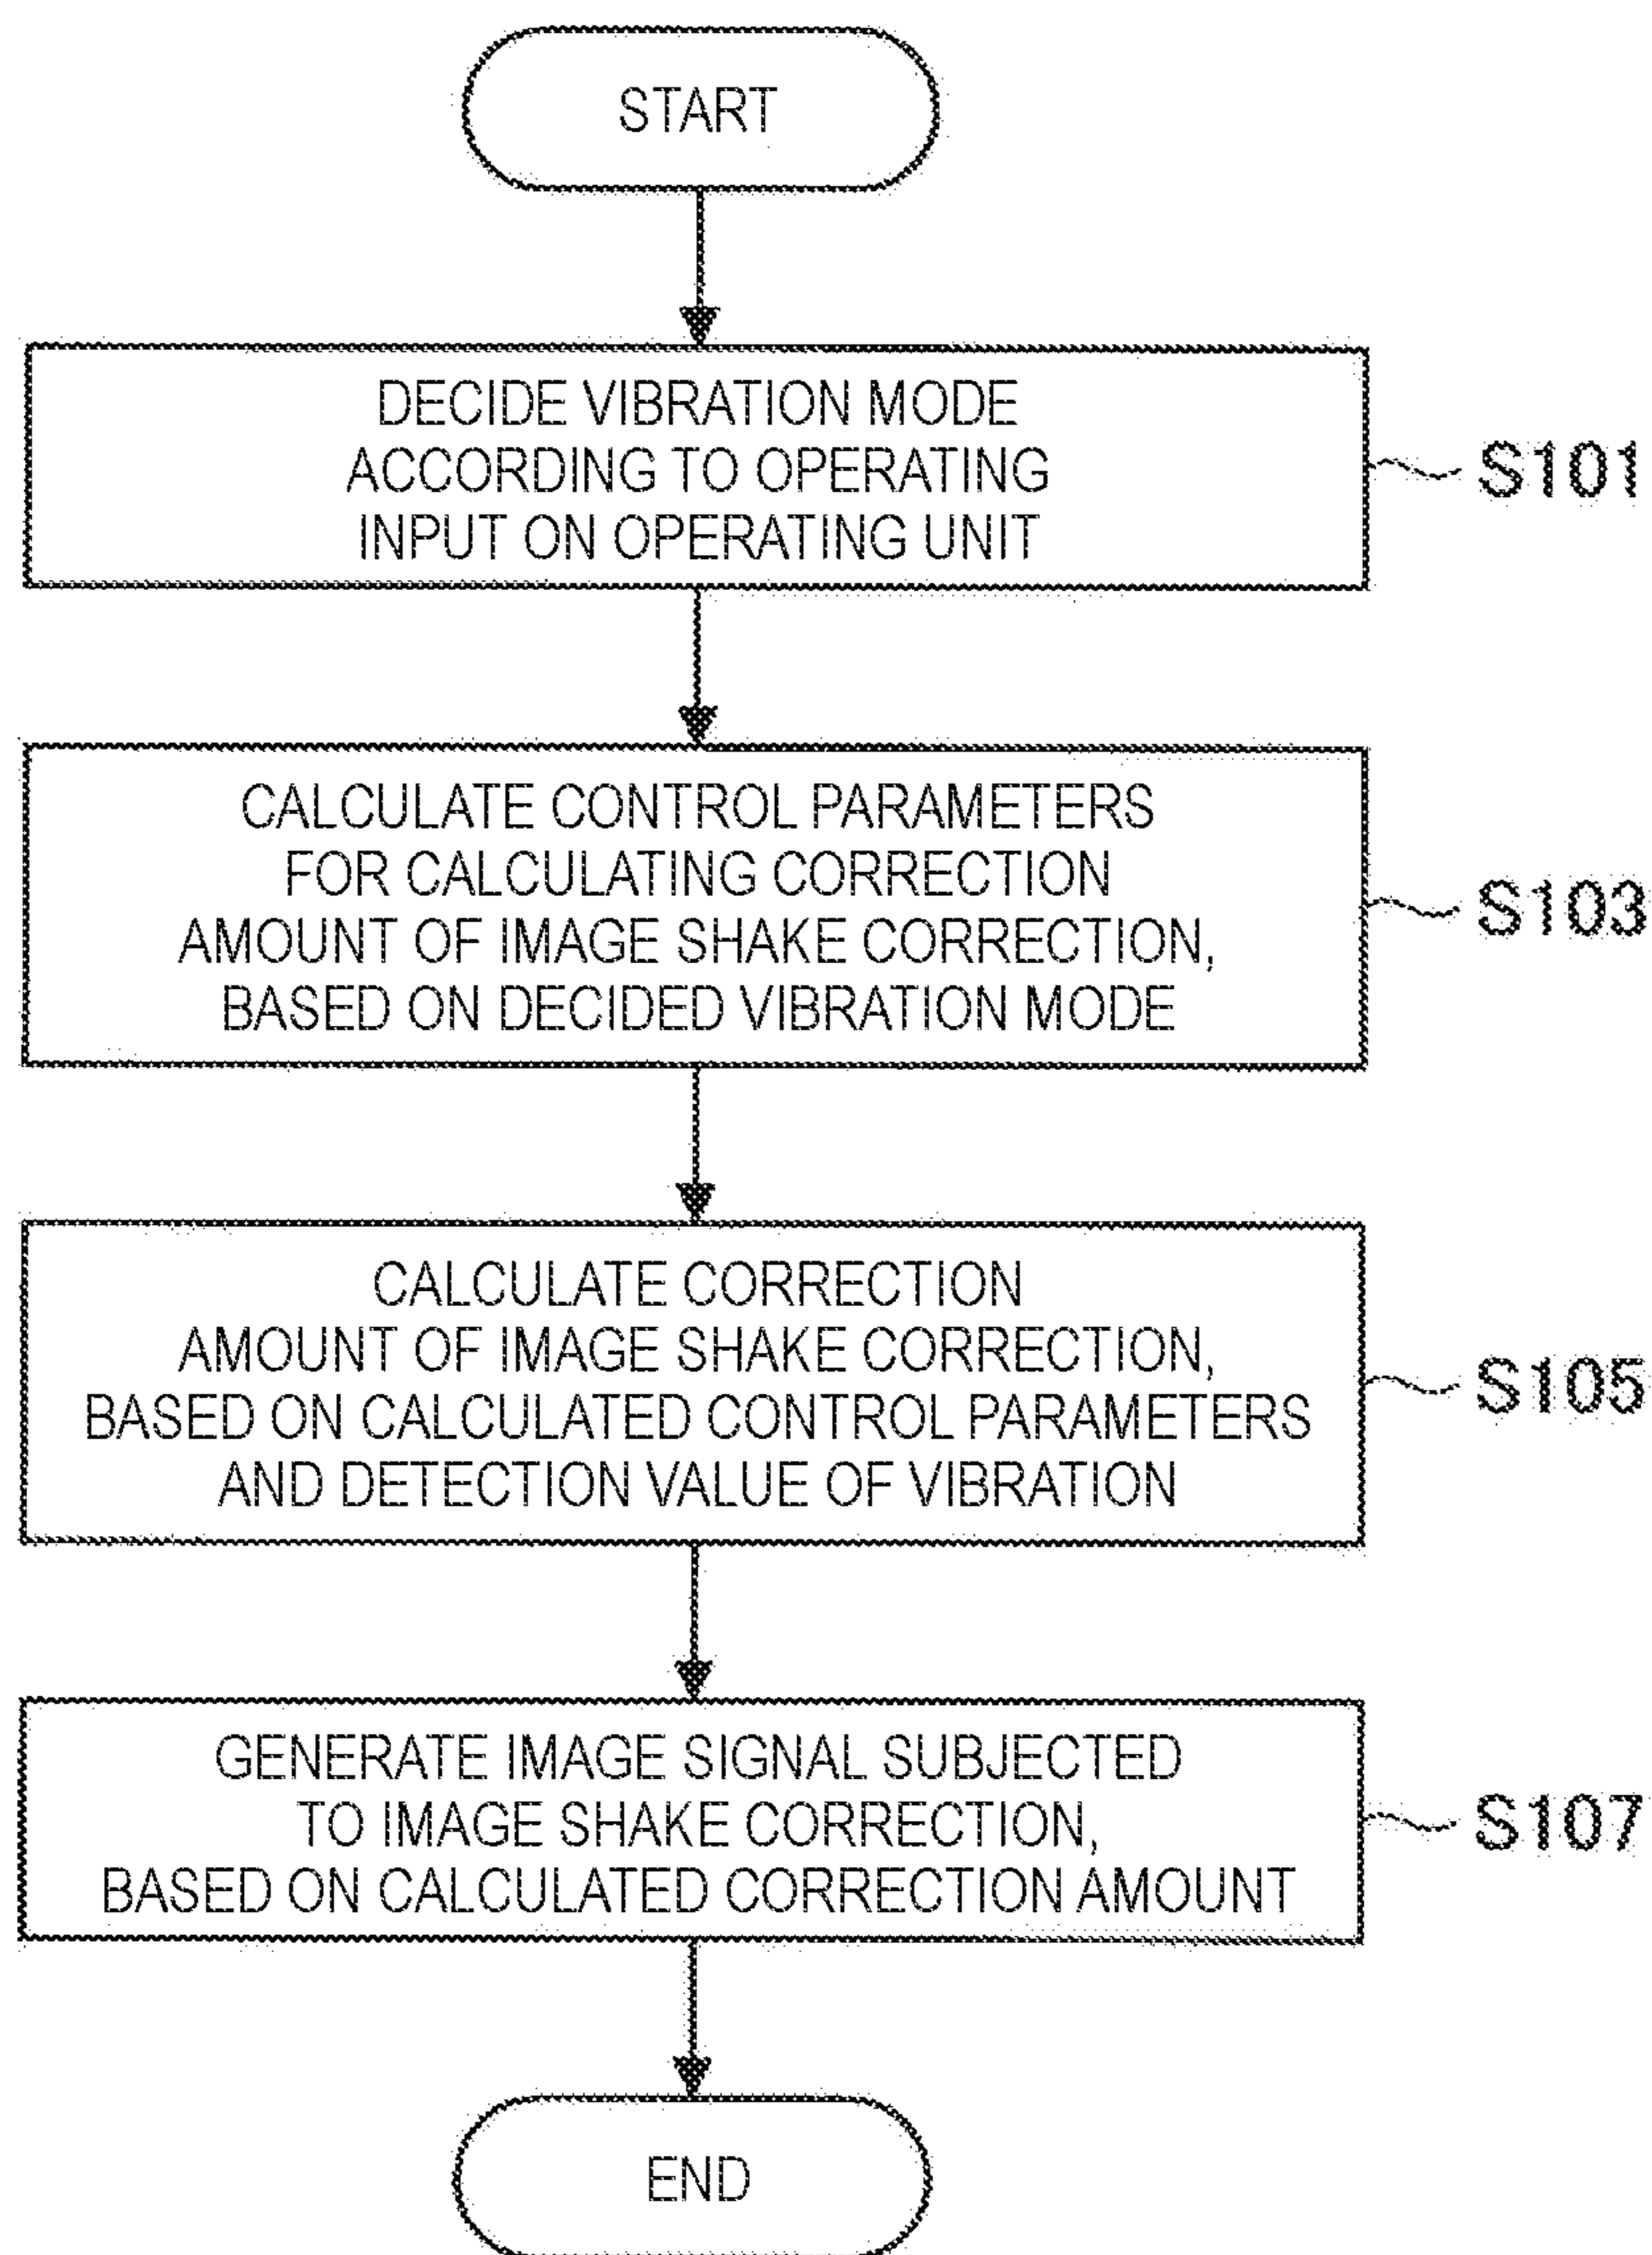 START
DECIDE VIBRATION MODE
ACCORDING TO OPERATING
INPUT ON OPERATING UNIT
S101
CALCULATE CONTROL PARAMETERS
FOR CALCULATING CORRECTION
AMOUNT OF IMAGE SHAKE CORRECTION,
BASED ON DECIDED VIBRATION MODE
S103
CALCULATE CORRECTION
AMOUNT OF IMAGE SHAKE CORRECTION,
BASED ON CALCULATED CONTROL PARAMETERS
AND DETECTION VALUE OF VIBRATION
S105
GENERATE IMAGE SIGNAL SUBJECTED
TO IMAGE SHAKE CORRECTION,
BASED ON CALCULATED CORRECTION AMOUNT
S107
END